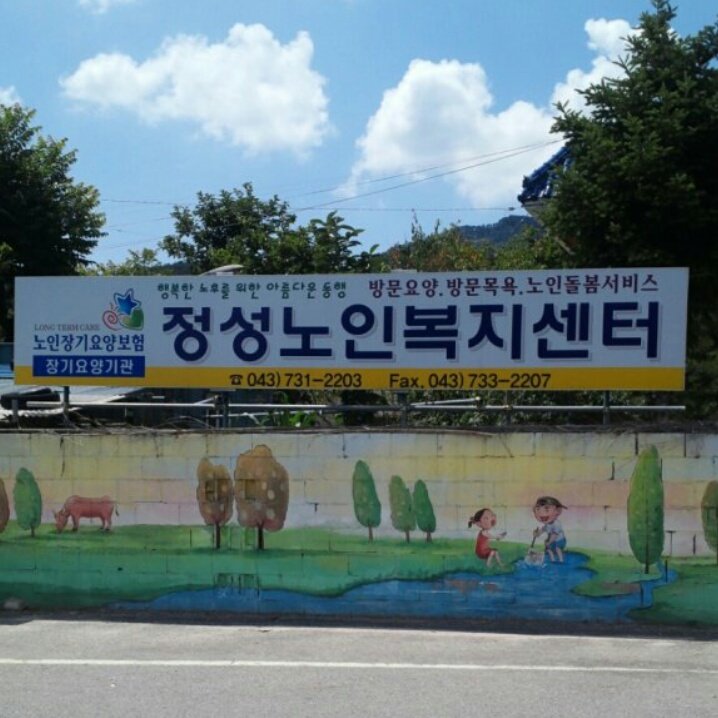 행복한 노후를 위한 아름다운 동행 방문요양.방문목욕.노인돌봄서비스
LONG TERM CARE
노인장기요양보험
장기요양기관
정성노인복지센터
☎ 043) 731-2203 Fax. 043) 733-2207